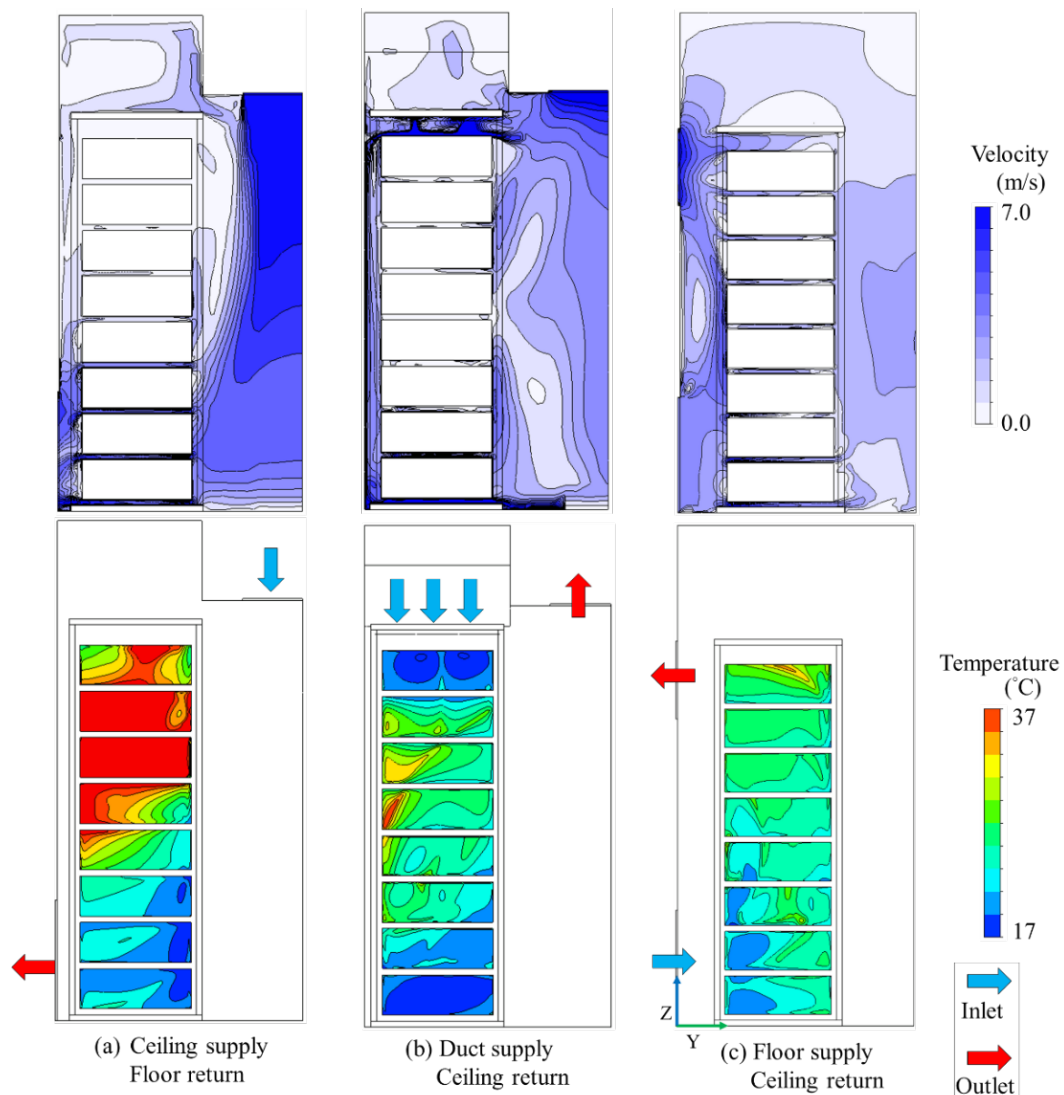 Velocity
(m/s)
7.0
0.0
Temperature
(°C)
37
17
Z
Y
Inlet
Outlet
(a) Ceiling supply
Floor return
(b) Duct supply
Ceiling return
(c) Floor supply
Ceiling return